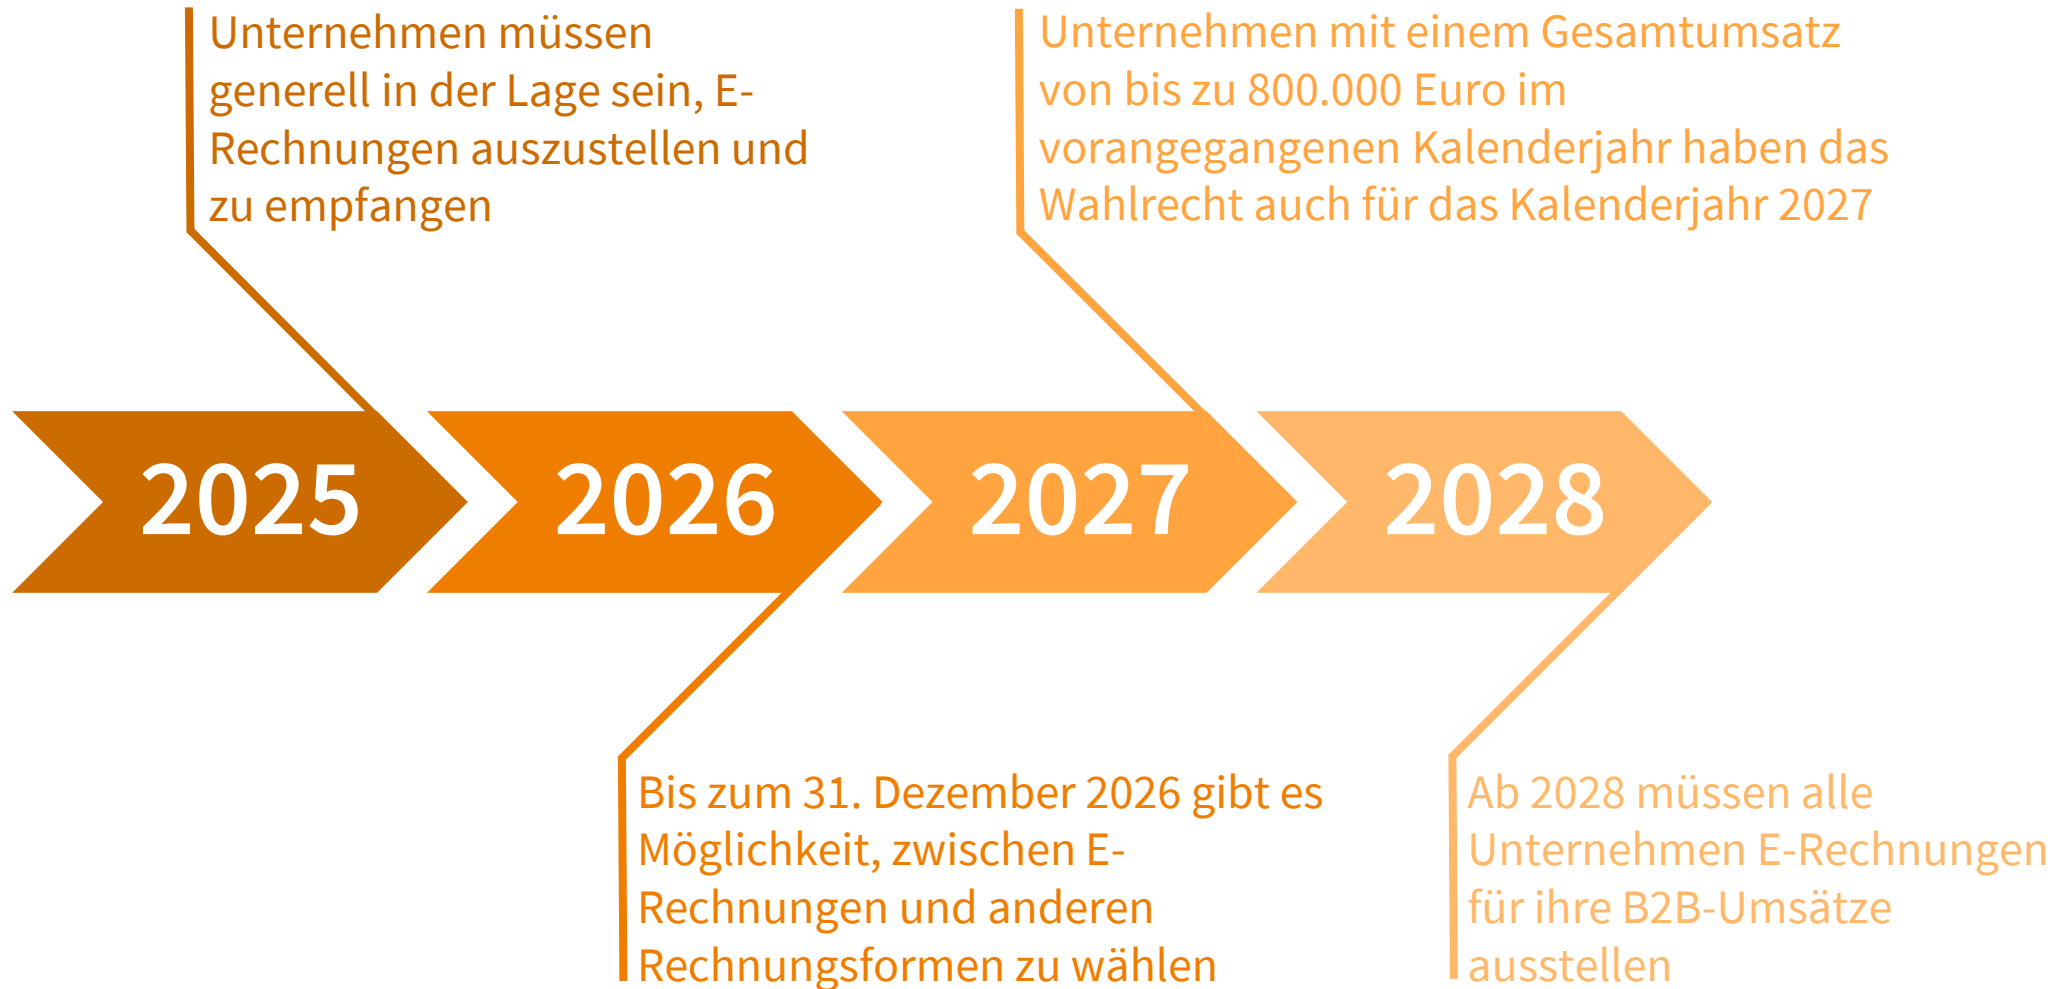 Unternehmen müssen
generell in der Lage sein, E-
Rechnungen auszustellen und
zu empfangen
Unternehmen mit einem Gesamtumsatz
von bis zu 800.000 Euro im
vorangegangenen Kalenderjahr haben das
Wahlrecht auch für das Kalenderjahr 2027
2025
2026
2027
2028
Bis zum 31. Dezember 2026 gibt es
Möglichkeit, zwischen E-
Rechnungen und anderen
Rechnungsformen zu wählen
Ab 2028 müssen alle
Unternehmen E-Rechnungen
für ihre B2B-Umsätze
ausstellen